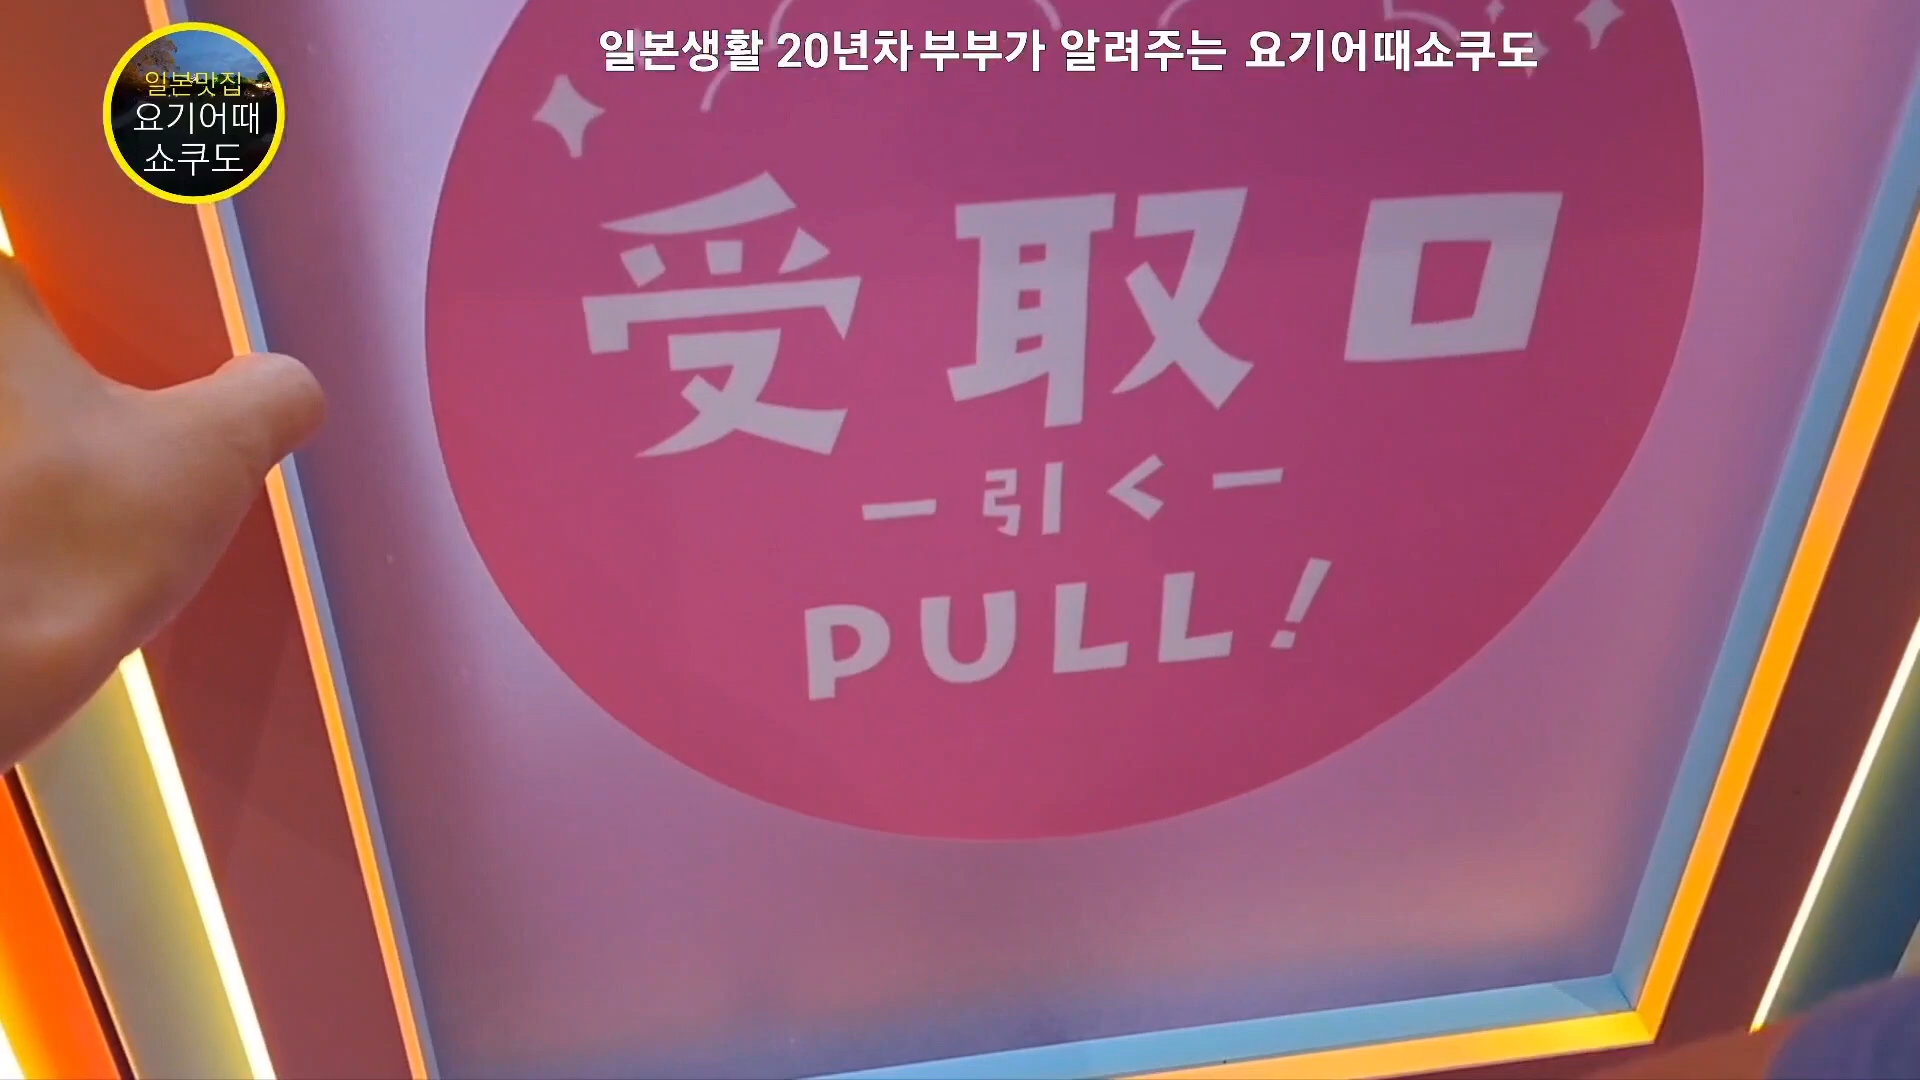 일본생활 20년차 부부가 알려주는 요기어때쇼쿠도
일본맛집
요기어때
쇼쿠도
受取口
ー引くー
PULL!